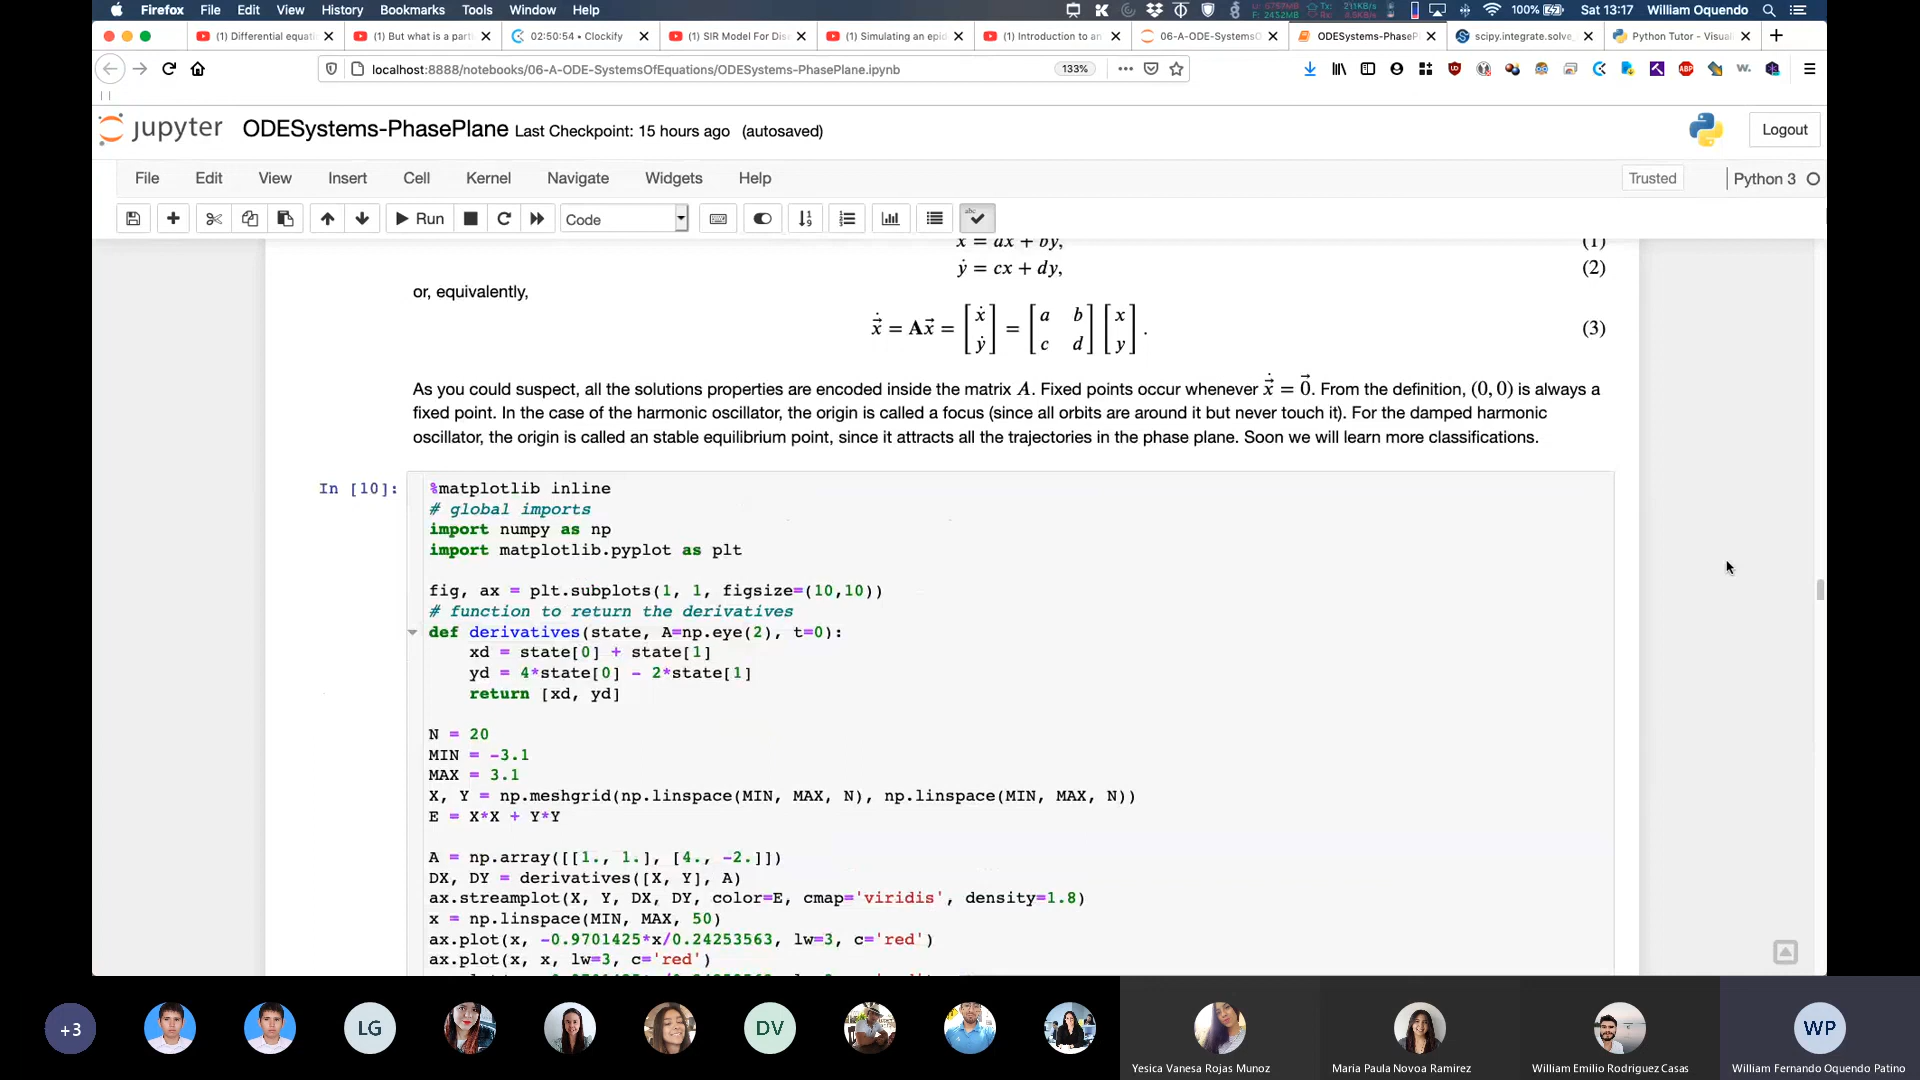 Firefox File Edit View History Bookmarks Tools Window Help 100% Sat 13:17 William Oquendo
(1) Differential equati (1) But what is a part 02:50:54 • Clockify (1) SIR Model For Dis (1) Simulating an epi (1) Introduction to an 06-A-ODE-SystemsO ODESystems-PhaseP scipy.integrate.solve_ Python Tutor - Visuali
localhost:8888/notebooks/06-A-ODE-SystemsOfEquations/ODESystems-PhasePlane.ipynb 133%
jupyter ODESystems-PhasePlane Last Checkpoint: 15 hours ago (autosaved) Logout
File Edit View Insert Cell Kernel Navigate Widgets Help Trusted Python 3
Run Code
ẋ = ax + by, (1)
ẏ = cx + dy, (2)
or, equivalently,
ẋ⃗ = Ax⃗ = [ẋ ẏ] = [a b c d] [x y] . (3)
As you could suspect, all the solutions properties are encoded inside the matrix A. Fixed points occur whenever ẋ⃗ = 0⃗. From the definition, (0, 0) is always a
fixed point. In the case of the harmonic oscillator, the origin is called a focus (since all orbits are around it but never touch it). For the damped harmonic
oscillator, the origin is called an stable equilibrium point, since it attracts all the trajectories in the phase plane. Soon we will learn more classifications.
In [10]: %matplotlib inline
# global imports
import numpy as np
import matplotlib.pyplot as plt
fig, ax = plt.subplots(1, 1, figsize=(10,10))
# function to return the derivatives
def derivatives(state, A=np.eye(2), t=0):
xd = state[0] + state[1]
yd = 4*state[0] - 2*state[1]
return [xd, yd]
N = 20
MIN = -3.1
MAX = 3.1
X, Y = np.meshgrid(np.linspace(MIN, MAX, N), np.linspace(MIN, MAX, N))
E = X*X + Y*Y
A = np.array([[1., 1.], [4., -2.]])
DX, DY = derivatives([X, Y], A)
ax.streamplot(X, Y, DX, DY, color=E, cmap='viridis', density=1.8)
x = np.linspace(MIN, MAX, 50)
ax.plot(x, -0.9701425*x/0.24253563, lw=3, c='red')
ax.plot(x, x, lw=3, c='red')
+3 LG DV WP
Yesica Vanesa Rojas Munoz Maria Paula Novoa Ramirez William Emilio Rodriguez Casas William Fernando Oquendo Patino